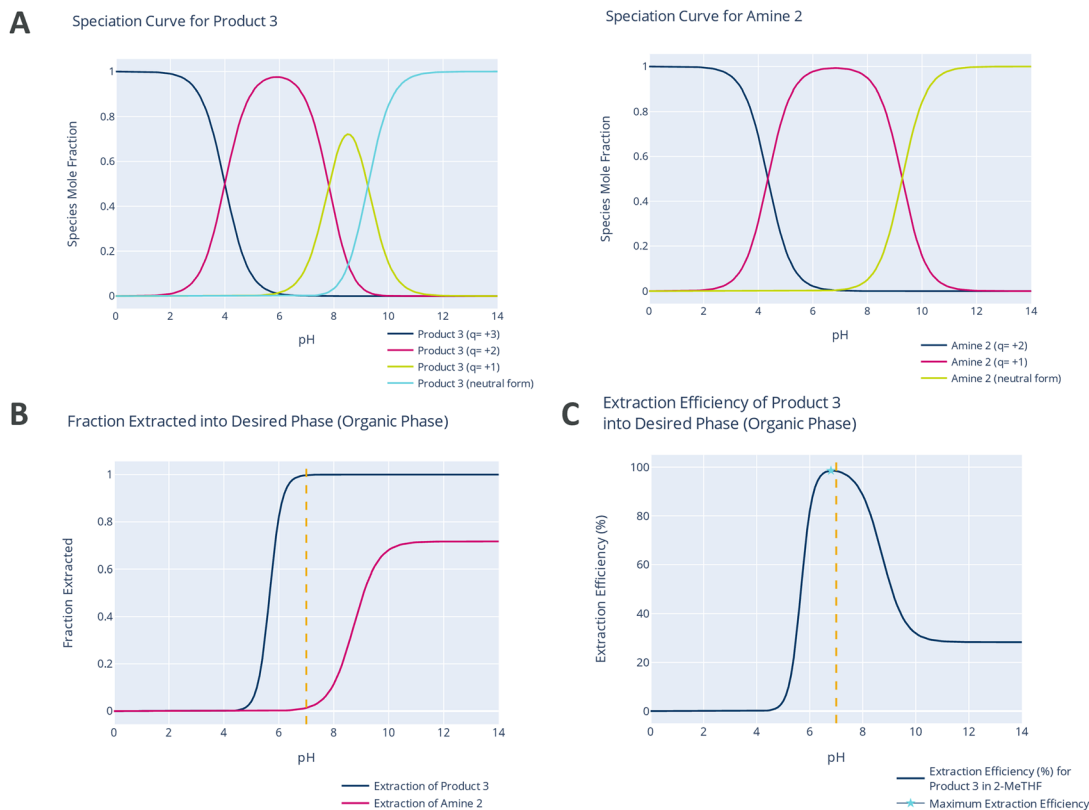 A
Speciation Curve for Product 3
Species Mole Fraction
1
0.8
0.6
0.4
0.2
0
0 2 4 6 8 10 12 14
pH
Product 3 (q= +3)
Product 3 (q= +2)
Product 3 (q= +1)
Product 3 (neutral form)
Speciation Curve for Amine 2
Species Mole Fraction
1
0.8
0.6
0.4
0.2
0
0 2 4 6 8 10 12 14
pH
Amine 2 (q= +2)
Amine 2 (q= +1)
Amine 2 (neutral form)
B
Fraction Extracted into Desired Phase (Organic Phase)
Fraction Extracted
1
0.8
0.6
0.4
0.2
0
0 2 4 6 8 10 12 14
pH
Extraction of Product 3
Extraction of Amine 2
C
Extraction Efficiency of Product 3
into Desired Phase (Organic Phase)
Extraction Efficiency (%)
100
80
60
40
20
0
0 2 4 6 8 10 12 14
pH
Extraction Efficiency (%) for
Product 3 in 2-MeTHF
Maximum Extraction Efficiency